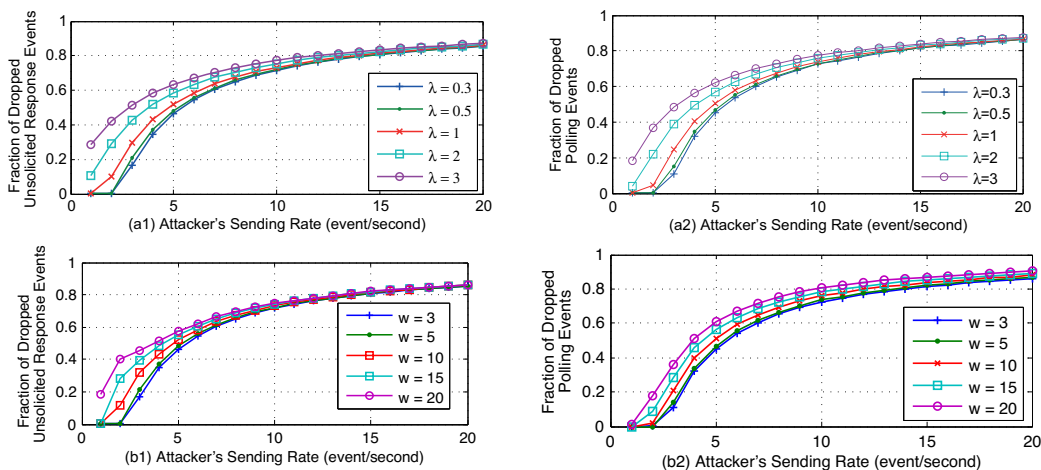 Fraction of Dropped
Unsolicited Response Events
1
0.8
0.6
0.4
0.2
0
0 5 10 15 20
λ = 0.3
λ = 0.5
λ = 1
λ = 2
λ = 3
(a1) Attacker's Sending Rate (event/second)
Fraction of Dropped
Polling Events
1
0.8
0.6
0.4
0.2
0
0 5 10 15 20
λ=0.3
λ=0.5
λ=1
λ=2
λ=3
(a2) Attacker's Sending Rate (event/second)
Fraction of Dropped
Unsolicited Response Events
1
0.8
0.6
0.4
0.2
0
0 5 10 15 20
w = 3
w = 5
w = 10
w = 15
w = 20
(b1) Attacker's Sending Rate (event/second)
Fraction of Dropped
Polling Events
1
0.8
0.6
0.4
0.2
0
0 5 10 15 20
w = 3
w = 5
w = 10
w = 15
w = 20
(b2) Attacker's Sending Rate (event/second)